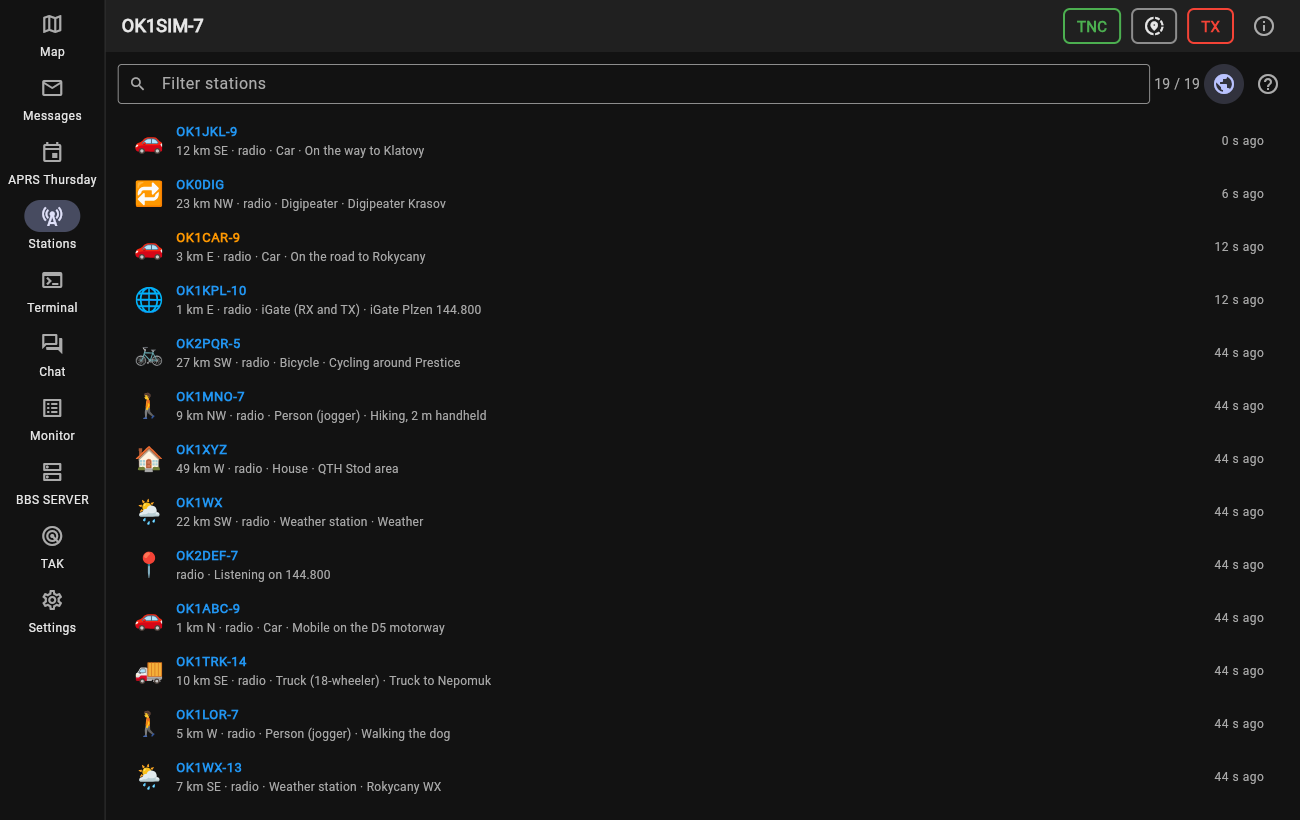 OK1SIM-7
TNC
TX
Map
Messages
APRS Thursday
Stations
Terminal
Chat
Monitor
BBS SERVER
TAK
Settings
Filter stations
19 / 19
OK1JKL-9
12 km SE · radio · Car · On the way to Klatovy
0 s ago
OK0DIG
23 km NW · radio · Digipeater · Digipeater Krasov
6 s ago
OK1CAR-9
3 km E · radio · Car · On the road to Rokycany
12 s ago
OK1KPL-10
1 km E · radio · iGate (RX and TX) · iGate Plzen 144.800
12 s ago
OK2PQR-5
27 km SW · radio · Bicycle · Cycling around Prestice
44 s ago
OK1MNO-7
9 km NW · radio · Person (jogger) · Hiking, 2 m handheld
44 s ago
OK1XYZ
49 km W · radio · House · QTH Stod area
44 s ago
OK1WX
22 km SW · radio · Weather station · Weather
44 s ago
OK2DEF-7
radio · Listening on 144.800
44 s ago
OK1ABC-9
1 km N · radio · Car · Mobile on the D5 motorway
44 s ago
OK1TRK-14
10 km SE · radio · Truck (18-wheeler) · Truck to Nepomuk
44 s ago
OK1LOR-7
5 km W · radio · Person (jogger) · Walking the dog
44 s ago
OK1WX-13
7 km SE · radio · Weather station · Rokycany WX
44 s ago